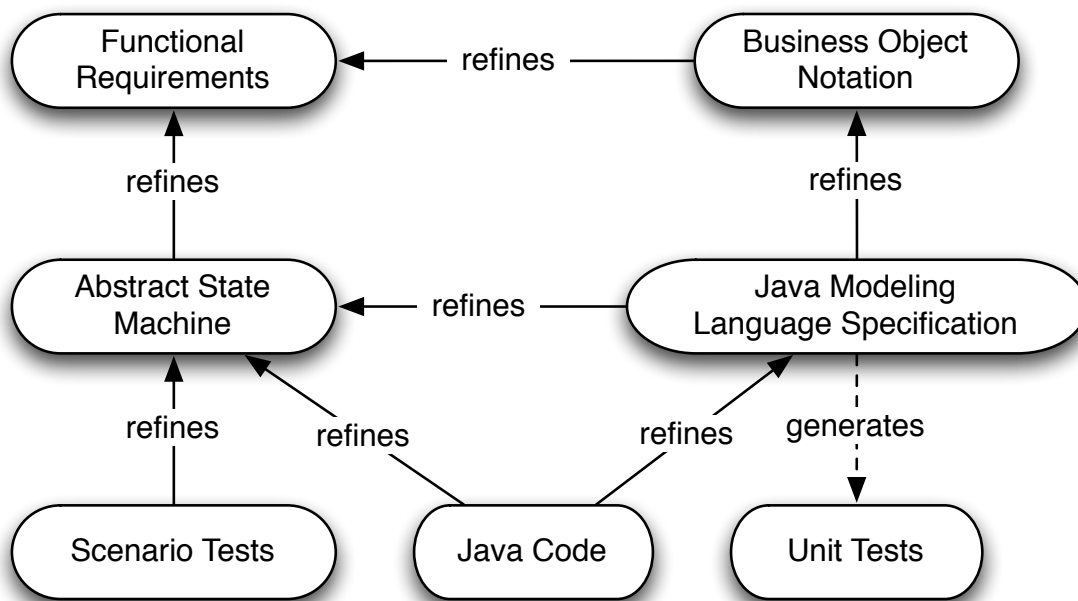 Functional
Requirements
refines
Business Object
Notation
refines
refines
Abstract State
Machine
refines
Java Modeling
Language Specification
refines
refines
refines
generates
Scenario Tests
Java Code
Unit Tests